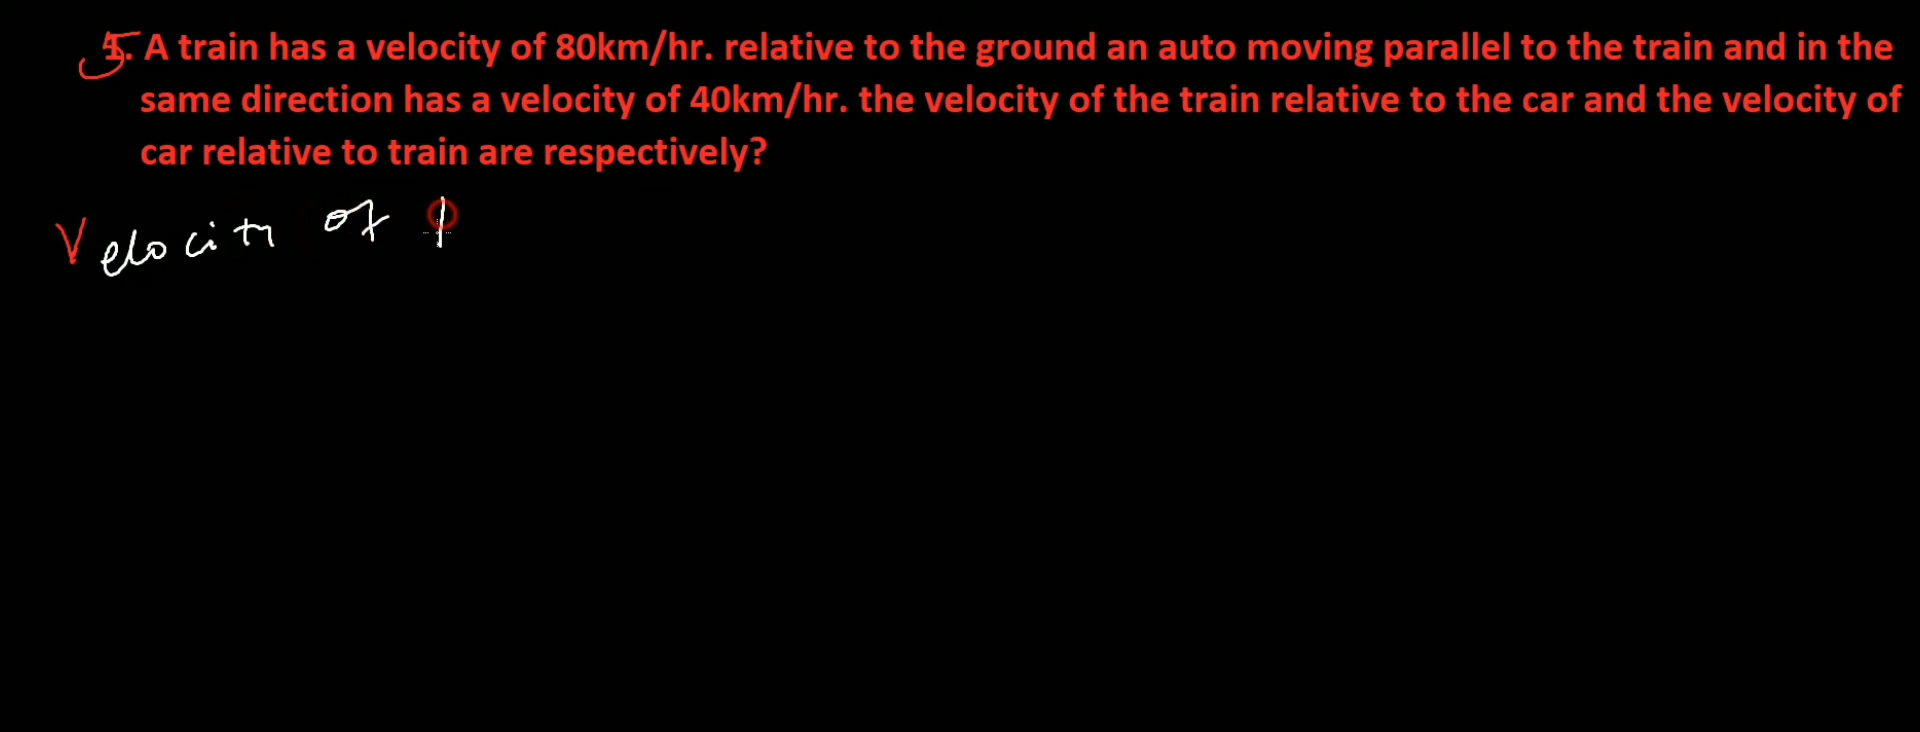 5. A train has a velocity of 80km/hr. relative to the ground an auto moving parallel to the train and in the
same direction has a velocity of 40km/hr. the velocity of the train relative to the car and the velocity of
car relative to train are respectively?
Velocity of